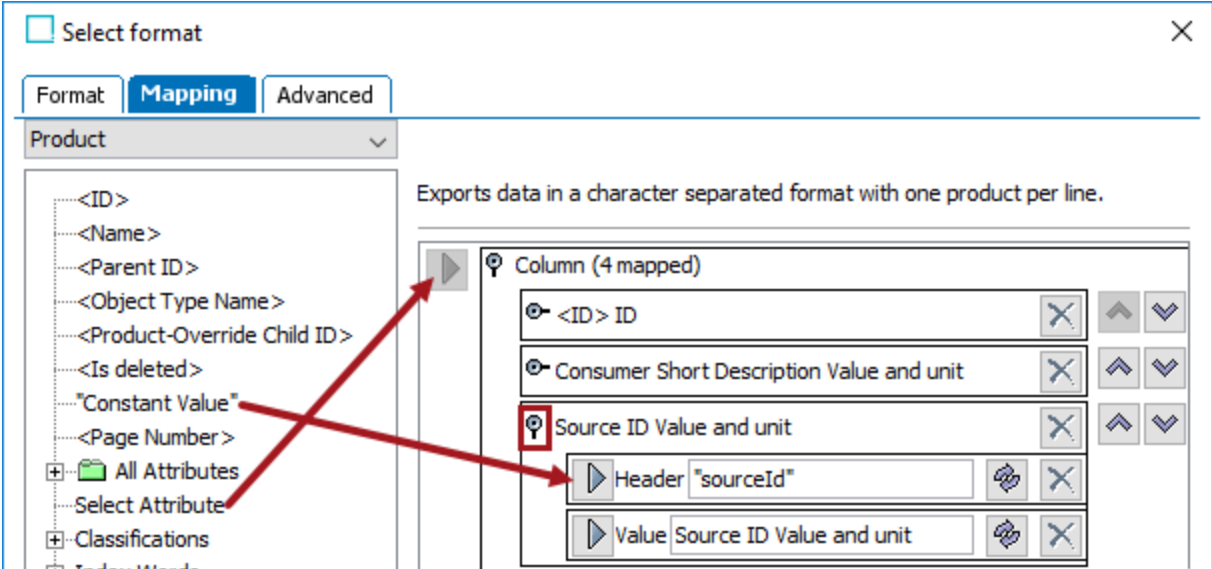 Select format
Format Mapping Advanced
Product
<ID>
<Name>
<Parent ID>
<Object Type Name>
<Product-Override Child ID>
<Is deleted>
"Constant Value"
<Page Number>
All Attributes
Select Attribute
Classifications
Index Words
Exports data in a character separated format with one product per line.
Column (4 mapped)
<ID> ID
Consumer Short Description Value and unit
Source ID Value and unit
Header "sourceId"
Value Source ID Value and unit